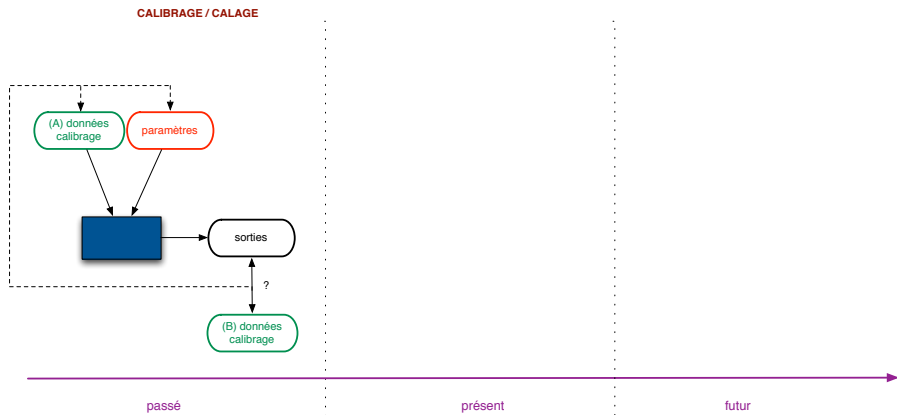 CALIBRAGE / CALAGE
(A) données
calibrage
paramètres
sorties
?
(B) données
calibrage
passé
présent
futur